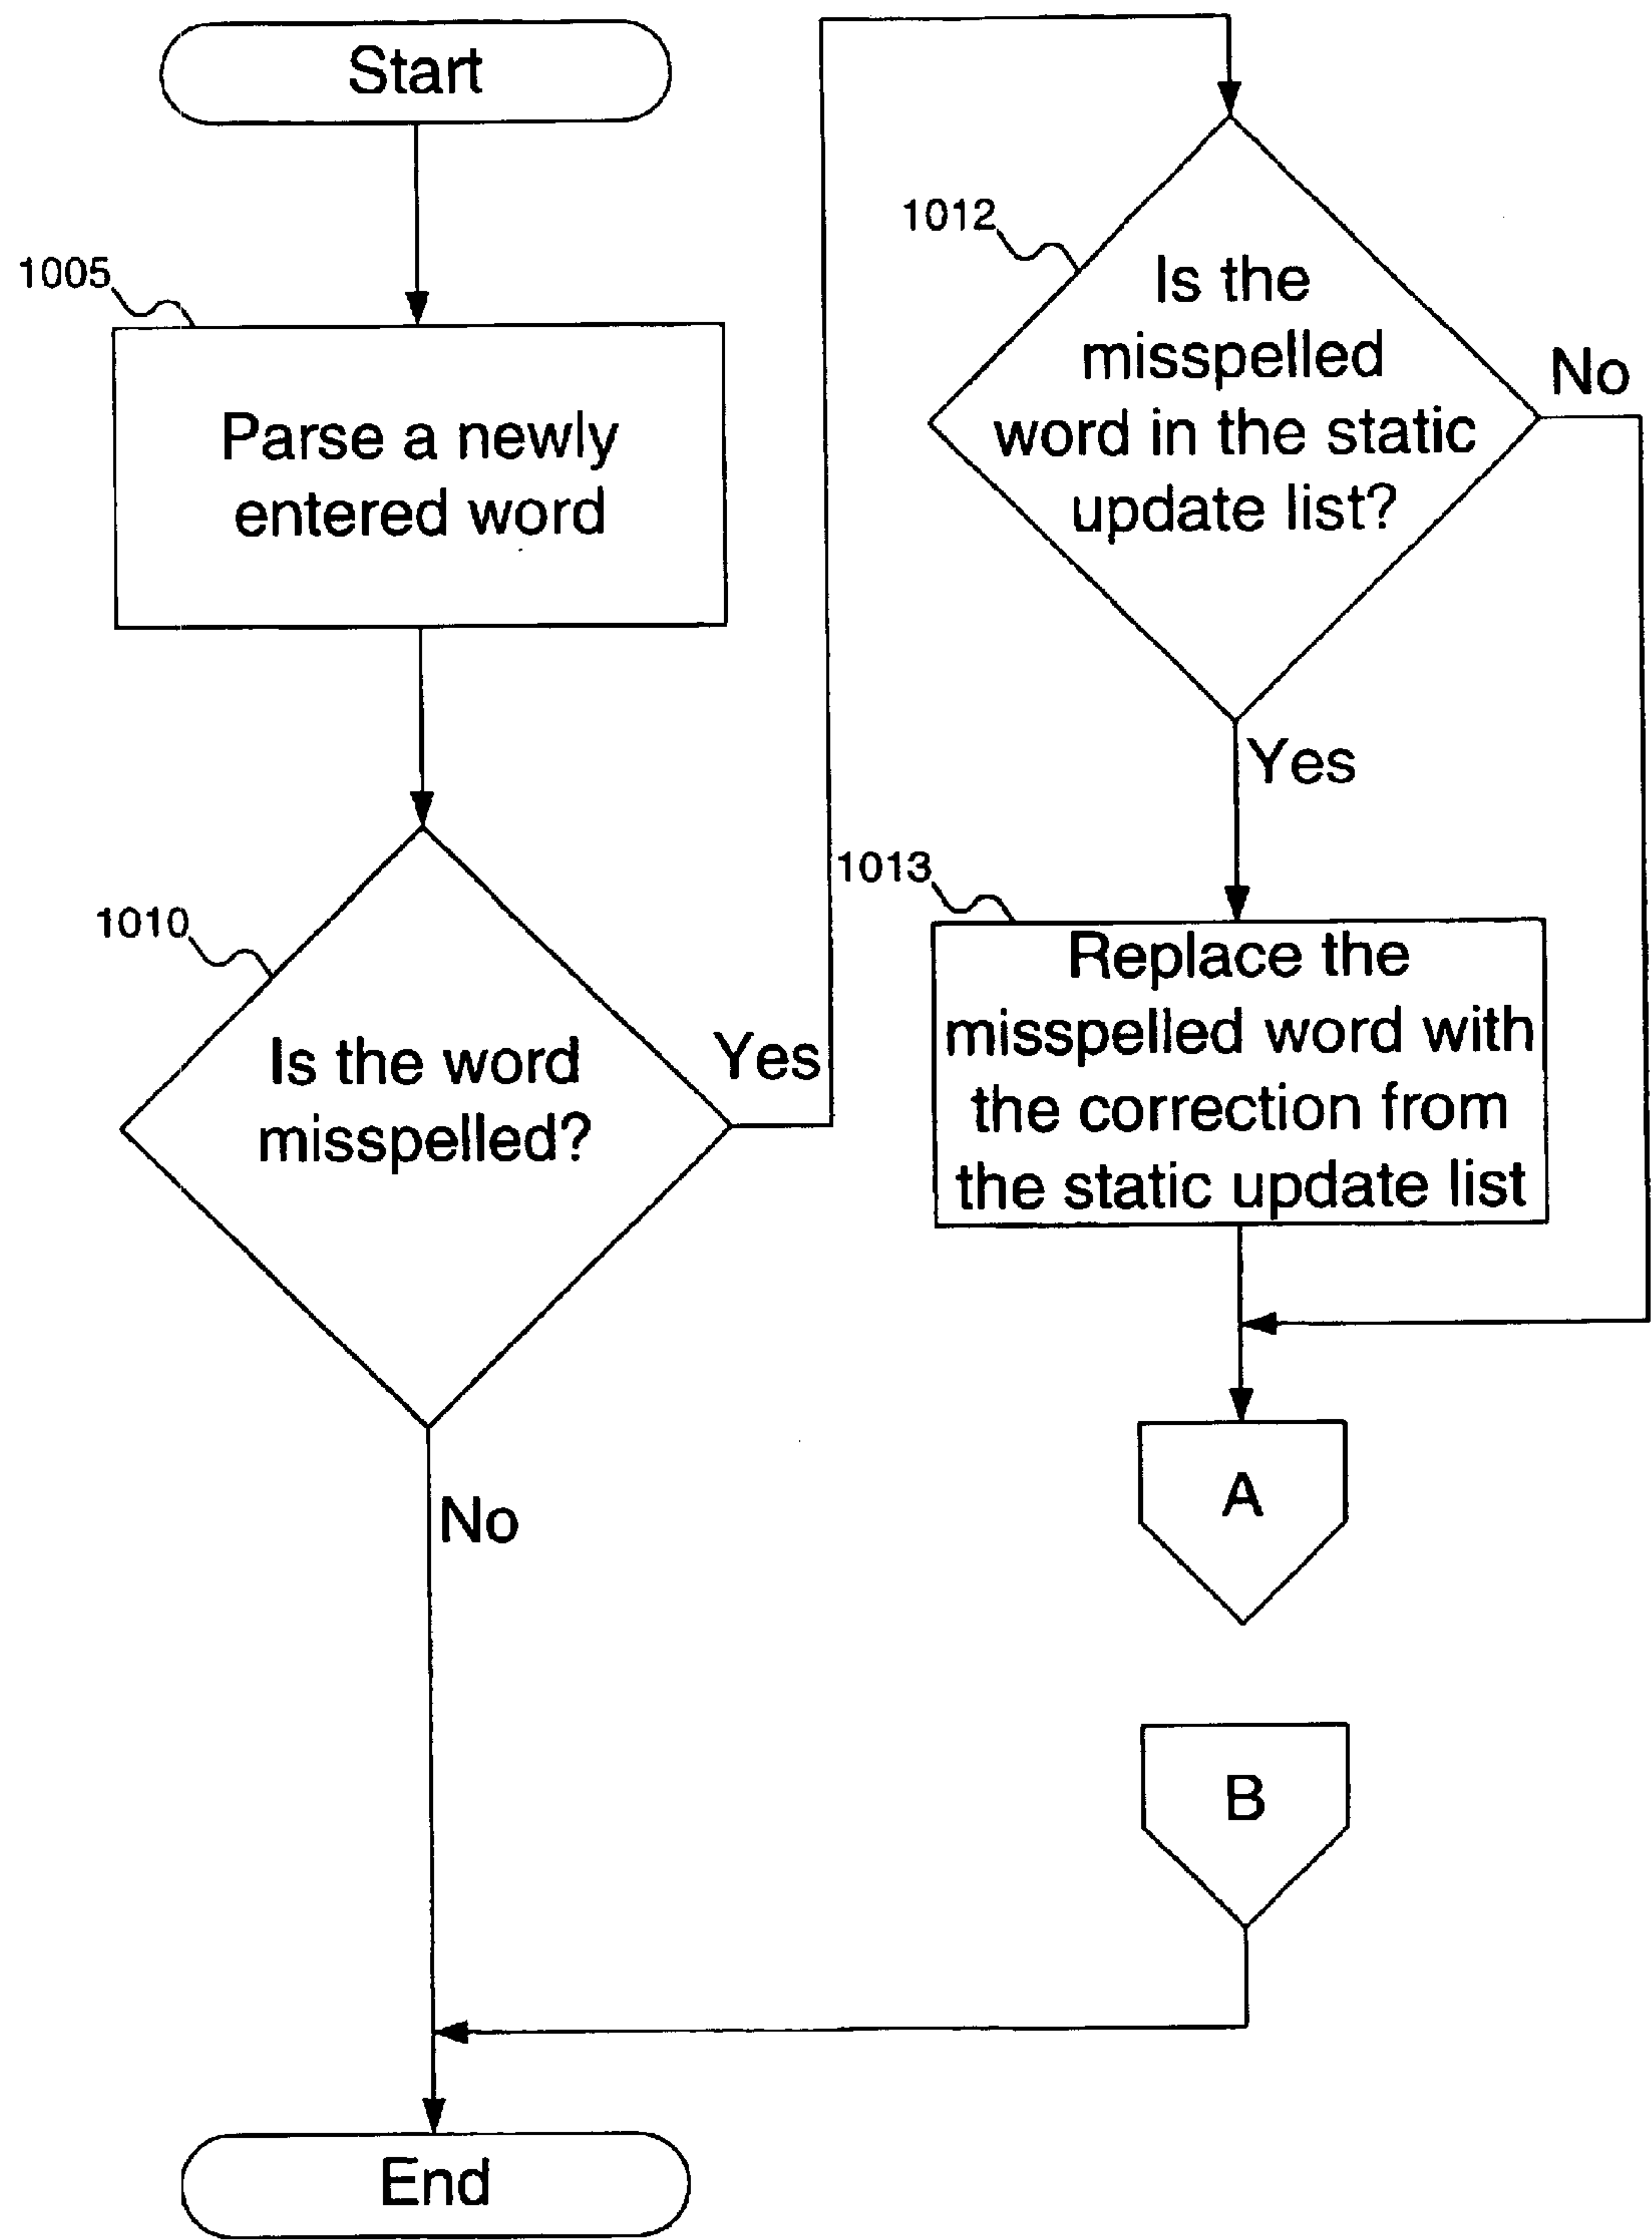 Start
1005
Parse a newly
entered word
1010
Is the word
misspelled?
Yes
No
1012
Is the
misspelled
word in the static
update list?
No
Yes
1013
Replace the
misspelled word with
the correction from
the static update list
A
B
End